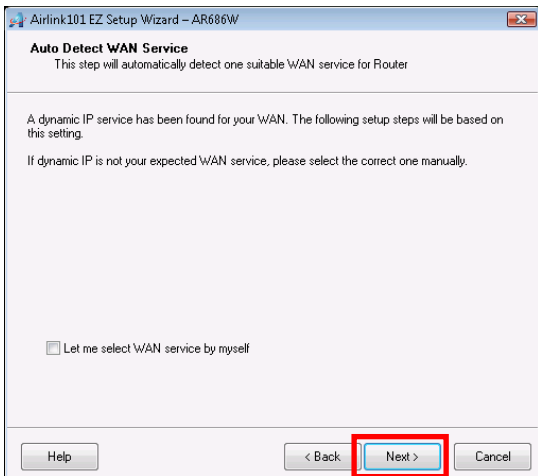 Airlink101 EZ Setup Wizard – AR686W
Auto Detect WAN Service
This step will automatically detect one suitable WAN service for Router
A dynamic IP service has been found for your WAN. The following setup steps will be based on
this setting.
If dynamic IP is not your expected WAN service, please select the correct one manually.
Let me select WAN service by myself
Help
< Back
Next >
Cancel